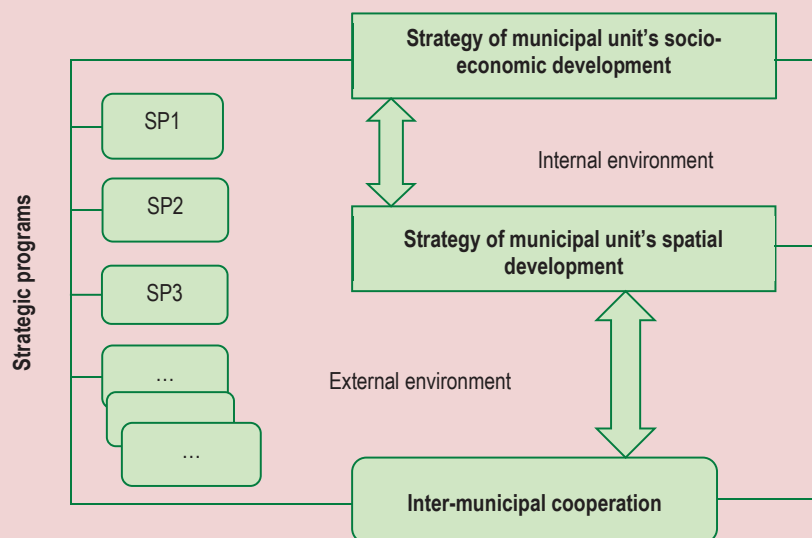 Strategy of municipal unit's socio-
economic development
SP1
Internal environment
SP2
Strategy of municipal unit's spatial
development
Strategic programs
SP3
...
External environment
...
Inter-municipal cooperation